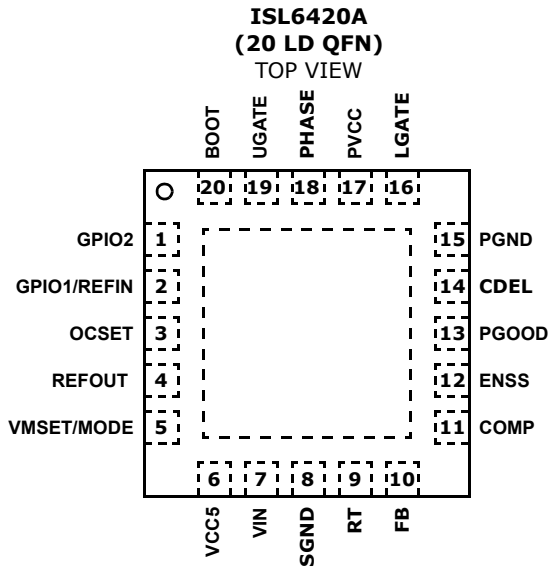 ISL6420A
(20 LD QFN)
TOP VIEW
BOOT
UGATE
PHASE
PVCC
LGATE
20 19 18 17 16
GPIO2 1
GPIO1/REFIN 2
OCSET 3
REFOUT 4
VMSET/MODE 5
15 PGND
14 CDEL
13 PGOOD
12 ENSS
11 COMP
6 7 8 9 10
VCC5
VIN
SGND
RT
FB